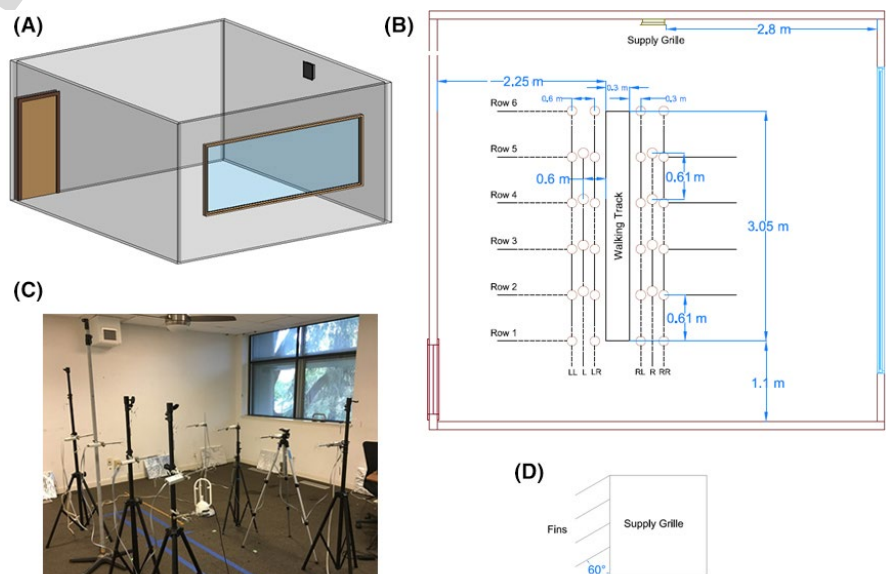 (A)
(B)
Supply Grille
2.8 m
2.25 m
0.3 m
0.6 m
0.3 m
Row 6
Row 5
0.6 m
0.61 m
Row 4
Walking Track
3.05 m
Row 3
Row 2
0.61 m
Row 1
LL L LR RL R RR
1.1 m
(C)
(D)
Fins
Supply Grille
60°